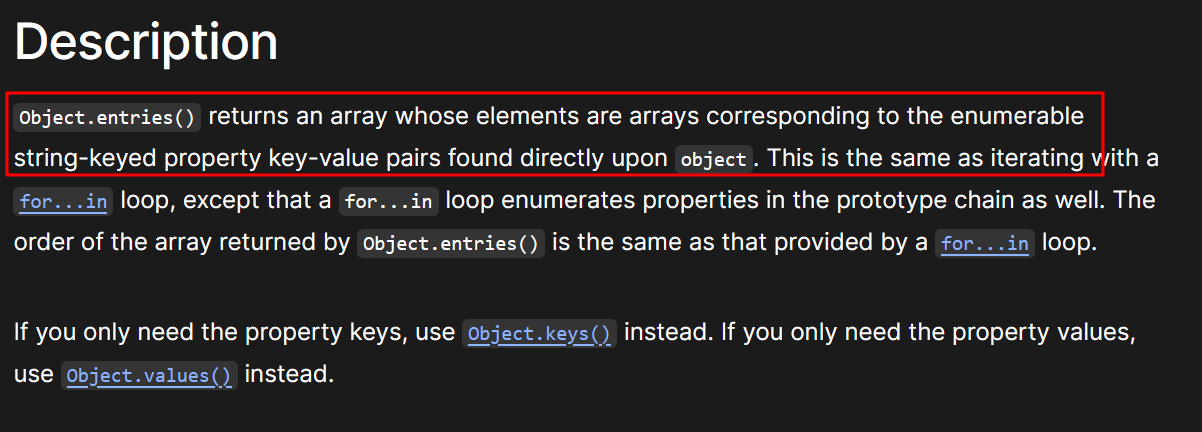 Description
Object.entries() returns an array whose elements are arrays corresponding to the enumerable
string-keyed property key-value pairs found directly upon object. This is the same as iterating with a
for...in loop, except that a for...in loop enumerates properties in the prototype chain as well. The
order of the array returned by Object.entries() is the same as that provided by a for...in loop.
If you only need the property keys, use Object.keys() instead. If you only need the property values,
use Object.values() instead.